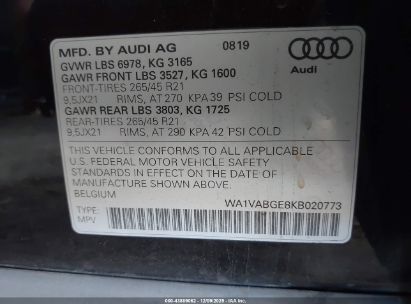 MFD. BY AUDI AG 0819
GVWR LBS 6978, KG 3165
GAWR FRONT LBS 3527, KG 1600
FRONT-TIRES 265/45 R21
9,5JX21 RIMS, AT 270 KPA 39 PSI COLD
GAWR REAR LBS 3803, KG 1725
REAR-TIRES 265/45 R21
9,5JX21 RIMS, AT 290 KPA 42 PSI COLD
Audi
THIS VEHICLE CONFORMS TO ALL APPLICABLE
U.S. FEDERAL MOTOR VEHICLE SAFETY
STANDARDS IN EFFECT ON THE DATE OF
MANUFACTURE SHOWN ABOVE.
BELGIUM
WA1VABGE8KB020773
TYPE:
MPV